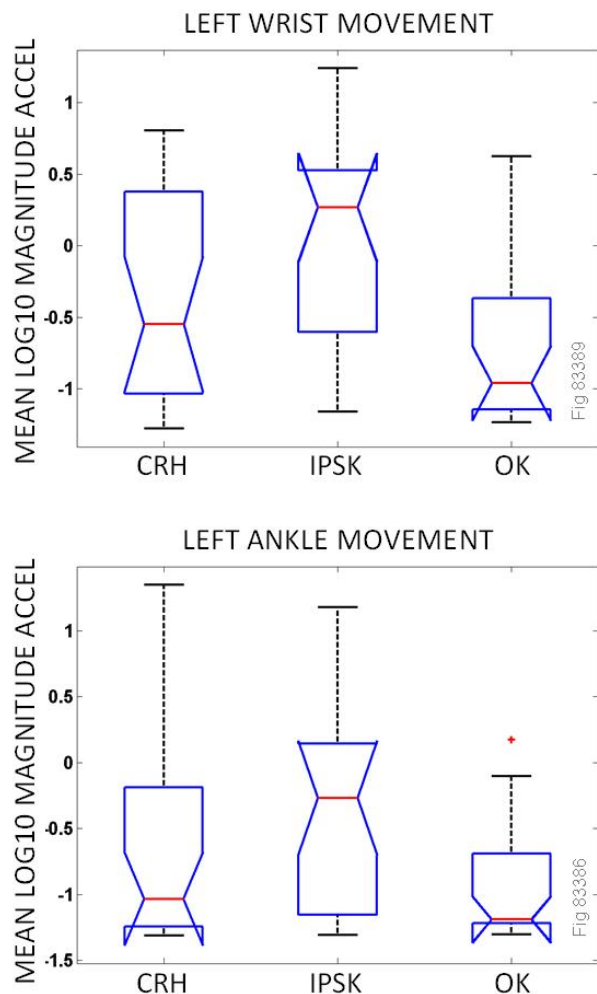 LEFT WRIST MOVEMENT
MEAN LOG10 MAGNITUDE ACCEL
1
0.5
0
-0.5
-1
CRH IPSK OK
Fig 83389
LEFT ANKLE MOVEMENT
MEAN LOG10 MAGNITUDE ACCEL
1
0.5
0
-0.5
-1
-1.5
CRH IPSK OK
Fig 83386